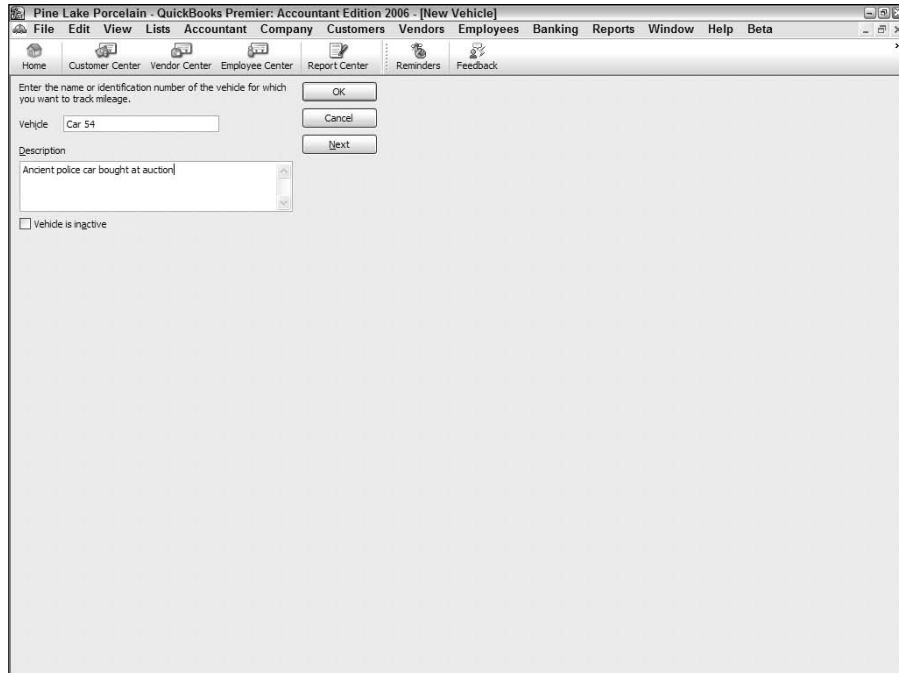 Pine Lake Porcelain - QuickBooks Premier: Accountant Edition 2006 - [New Vehicle]
File Edit View Lists Accountant Company Customers Vendors Employees Banking Reports Window Help Beta
Home Customer Center Vendor Center Employee Center Report Center Reminders Feedback
Enter the name or identification number of the vehicle for which
you want to track mileage.
OK
Vehicle Car 54
Cancel
Next
Description
Ancient police car bought at auction
Vehicle is inactive